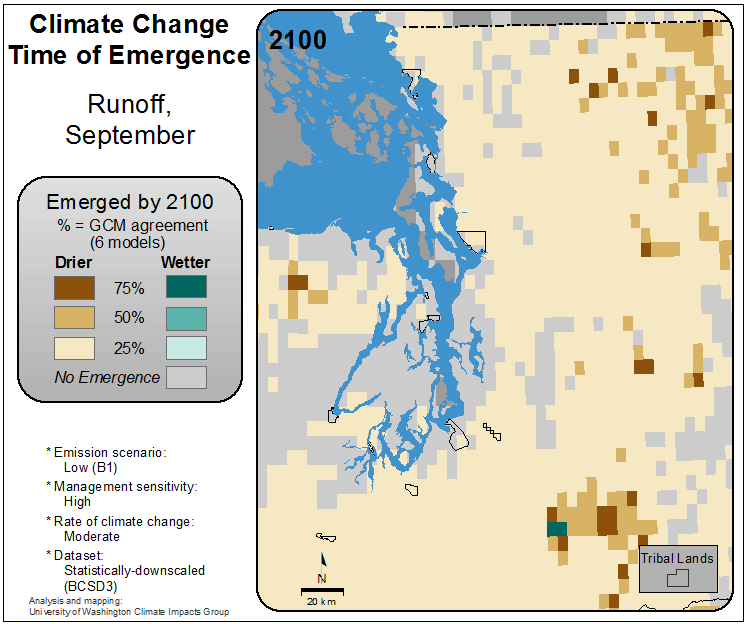 Climate Change
Time of Emergence
Runoff,
September
Emerged by 2100
% = GCM agreement
(6 models)
Drier Wetter
75%
50%
25%
No Emergence
* Emission scenario:
Low (B1)
* Management sensitivity:
High
* Rate of climate change:
Moderate
* Dataset:
Statistically-downscaled
(BCSD3)
Analysis and mapping:
University of Washington Climate Impacts Group
2100
N
20 km
Tribal Lands